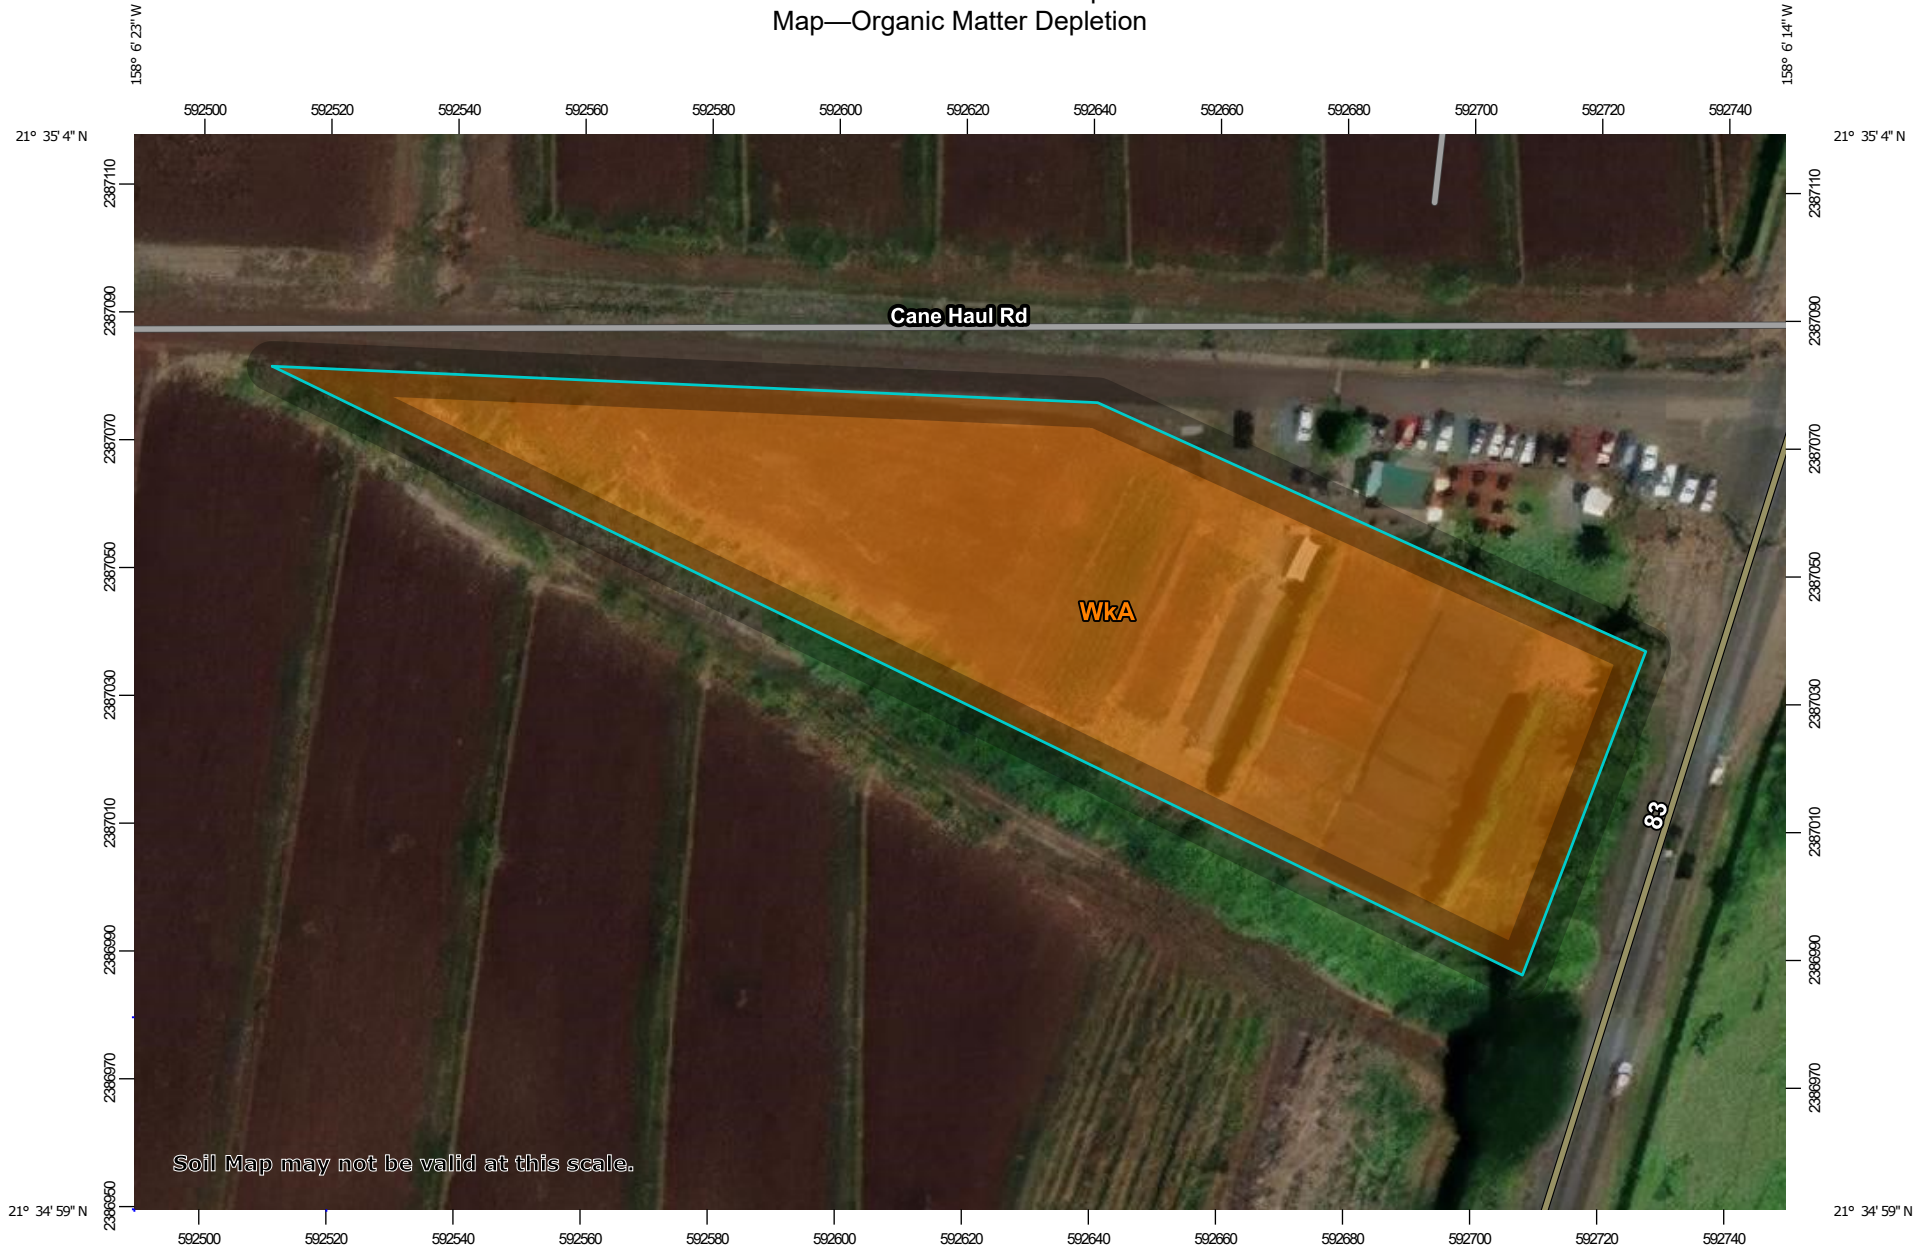 Map—Organic Matter Depletion
158° 6' 23'' W
158° 6' 14'' W
592500 592520 592540 592560 592580 592600 592620 592640 592660 592680 592700 592720 592740
21° 35' 4'' N
21° 35' 4'' N
2387110
2387090
2387070
2387050
2387030
2387010
2386990
2386970
2386950
Cane Haul Rd
WkA
83
2387110
2387090
2387070
2387050
2387030
2387010
2386990
2386970
Soil Map may not be valid at this scale.
21° 34' 59'' N
21° 34' 59'' N
592500 592520 592540 592560 592580 592600 592620 592640 592660 592680 592700 592720 592740